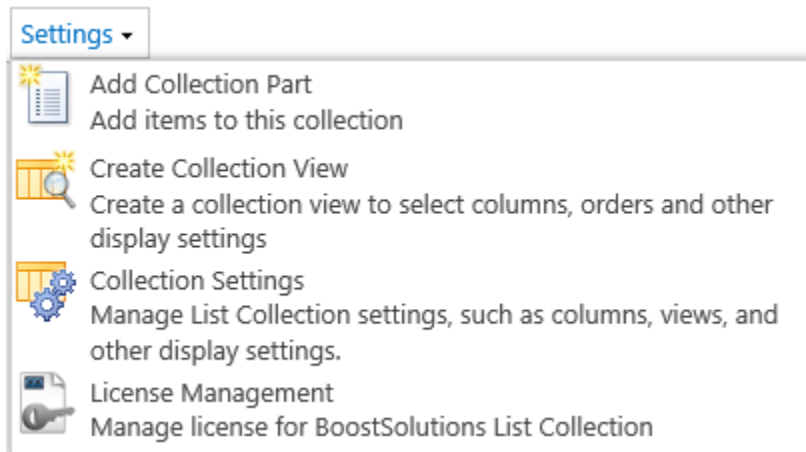 Settings
Add Collection Part
Add items to this collection
Create Collection View
Create a collection view to select columns, orders and other
display settings
Collection Settings
Manage List Collection settings, such as columns, views, and
other display settings.
License Management
Manage license for BoostSolutions List Collection